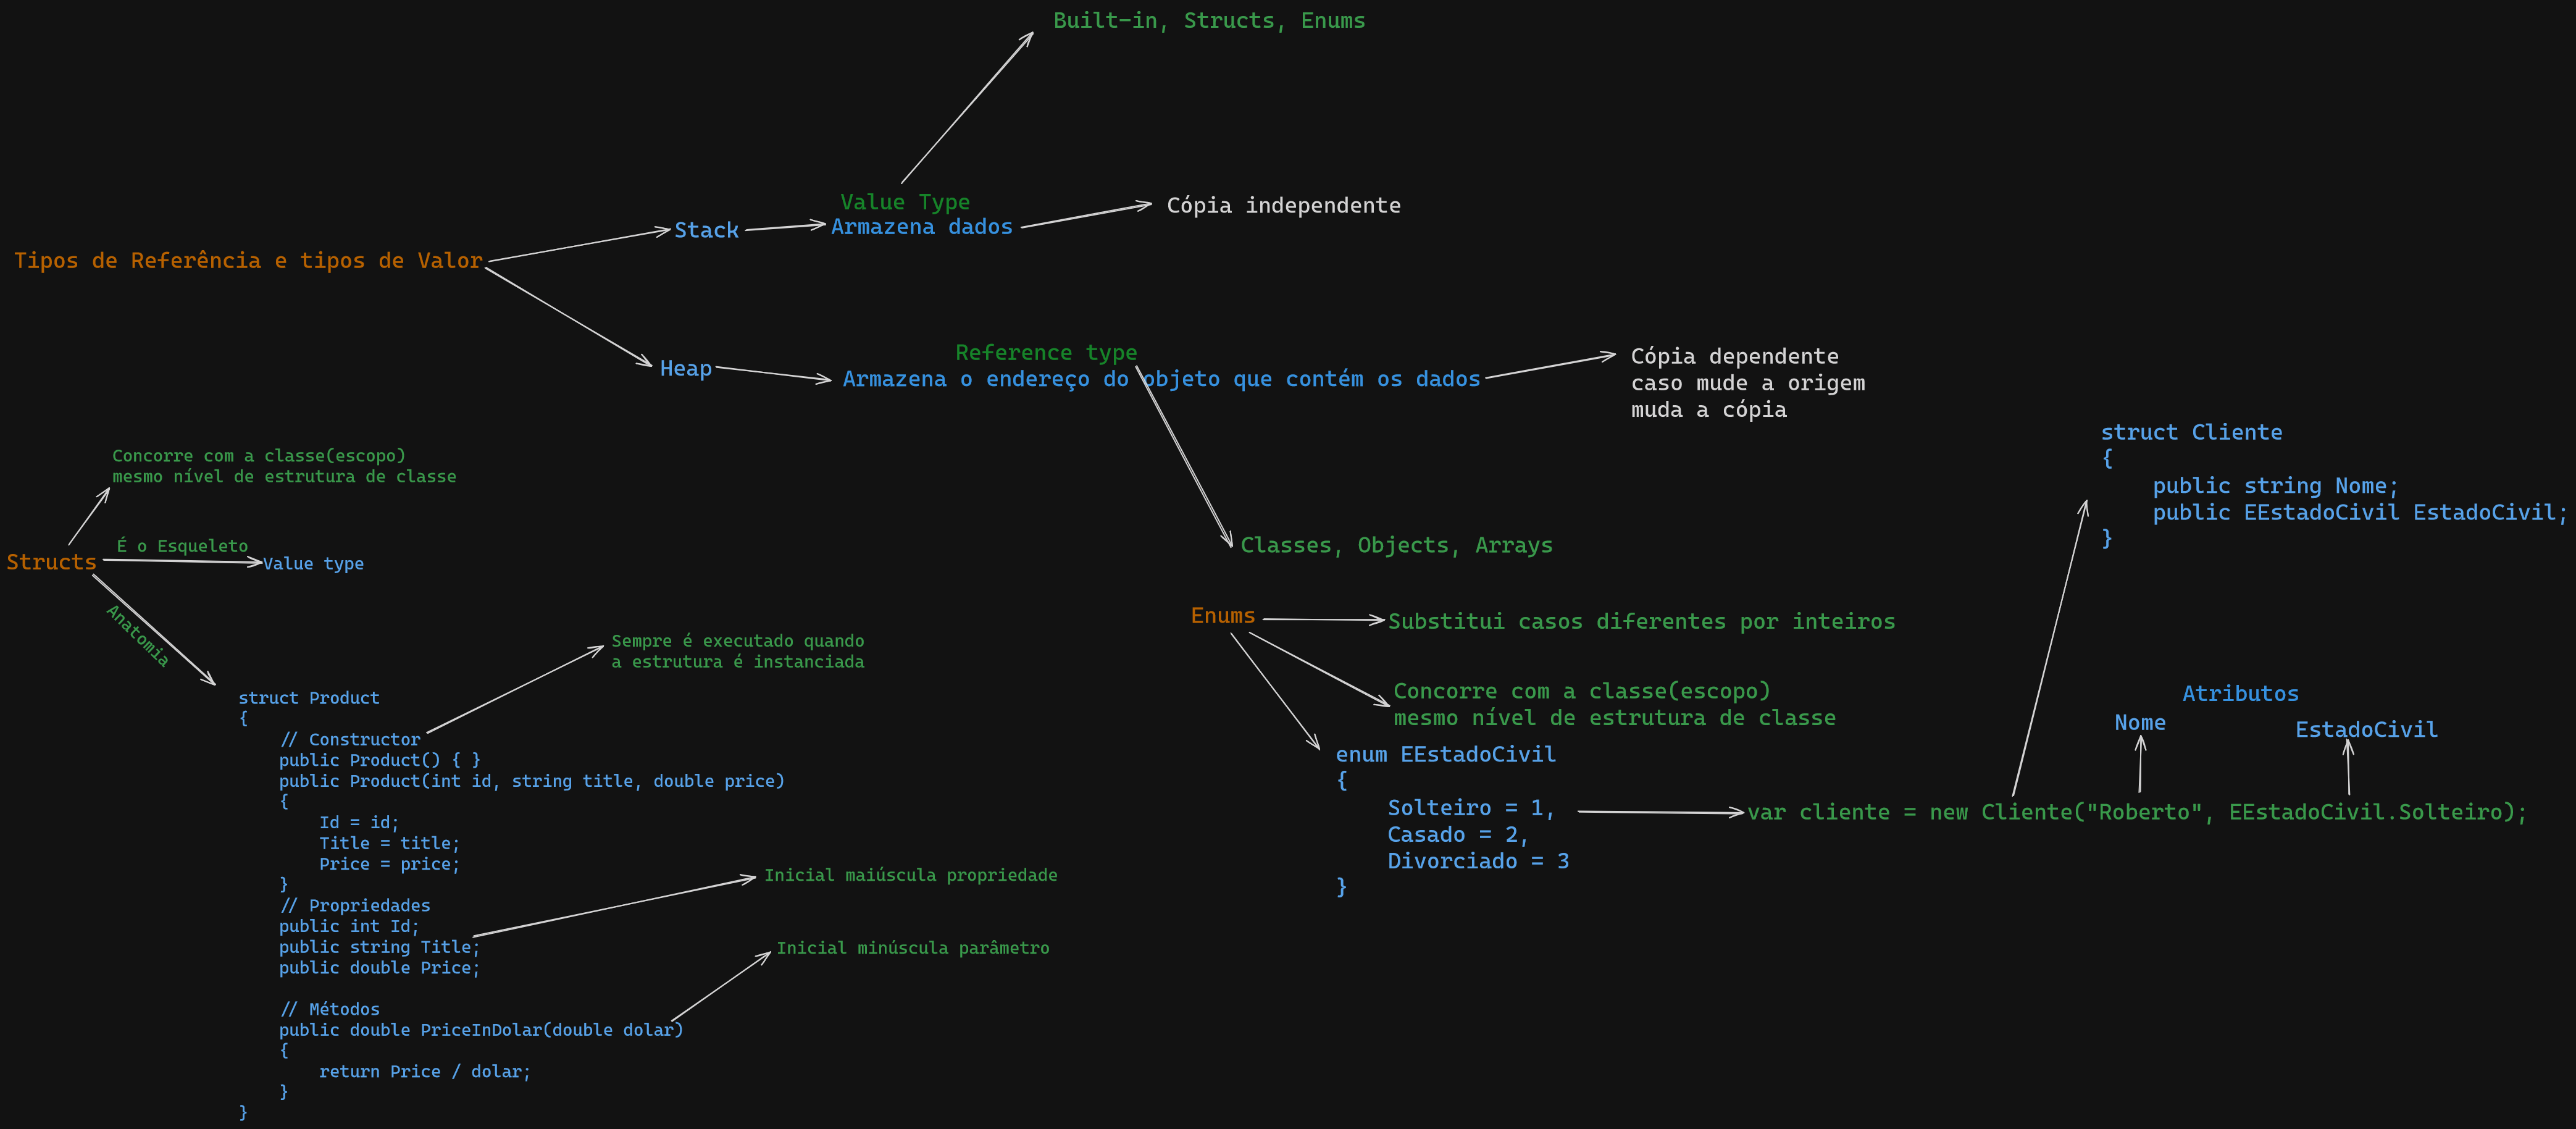 Built-in, Structs, Enums
Value Type
Armazena dados
Cópia independente
Stack
Tipos de Referência e tipos de Valor
Heap
Reference type
Armazena o endereço do objeto que contém os dados
Cópia dependente
caso mude a origem
muda a cópia
Classes, Objects, Arrays
Structs
Concorre com a classe(escopo)
mesmo nível de estrutura de classe
É o Esqueleto
Value type
Anatomia
struct Product
{
// Constructor
public Product() { }
public Product(int id, string title, double price)
{
Id = id;
Title = title;
Price = price;
}
// Propriedades
public int Id;
public string Title;
public double Price;
// Métodos
public double PriceInDolar(double dolar)
{
return Price / dolar;
}
}
Sempre é executado quando
a estrutura é instanciada
Inicial maiúscula propriedade
Inicial minúscula parâmetro
Enums
Substitui casos diferentes por inteiros
Concorre com a classe(escopo)
mesmo nível de estrutura de classe
enum EEstadoCivil
{
Solteiro = 1,
Casado = 2,
Divorciado = 3
}
var cliente = new Cliente("Roberto", EEstadoCivil.Solteiro);
Atributos
Nome
EstadoCivil
struct Cliente
{
public string Nome;
public EEstadoCivil EstadoCivil;
}